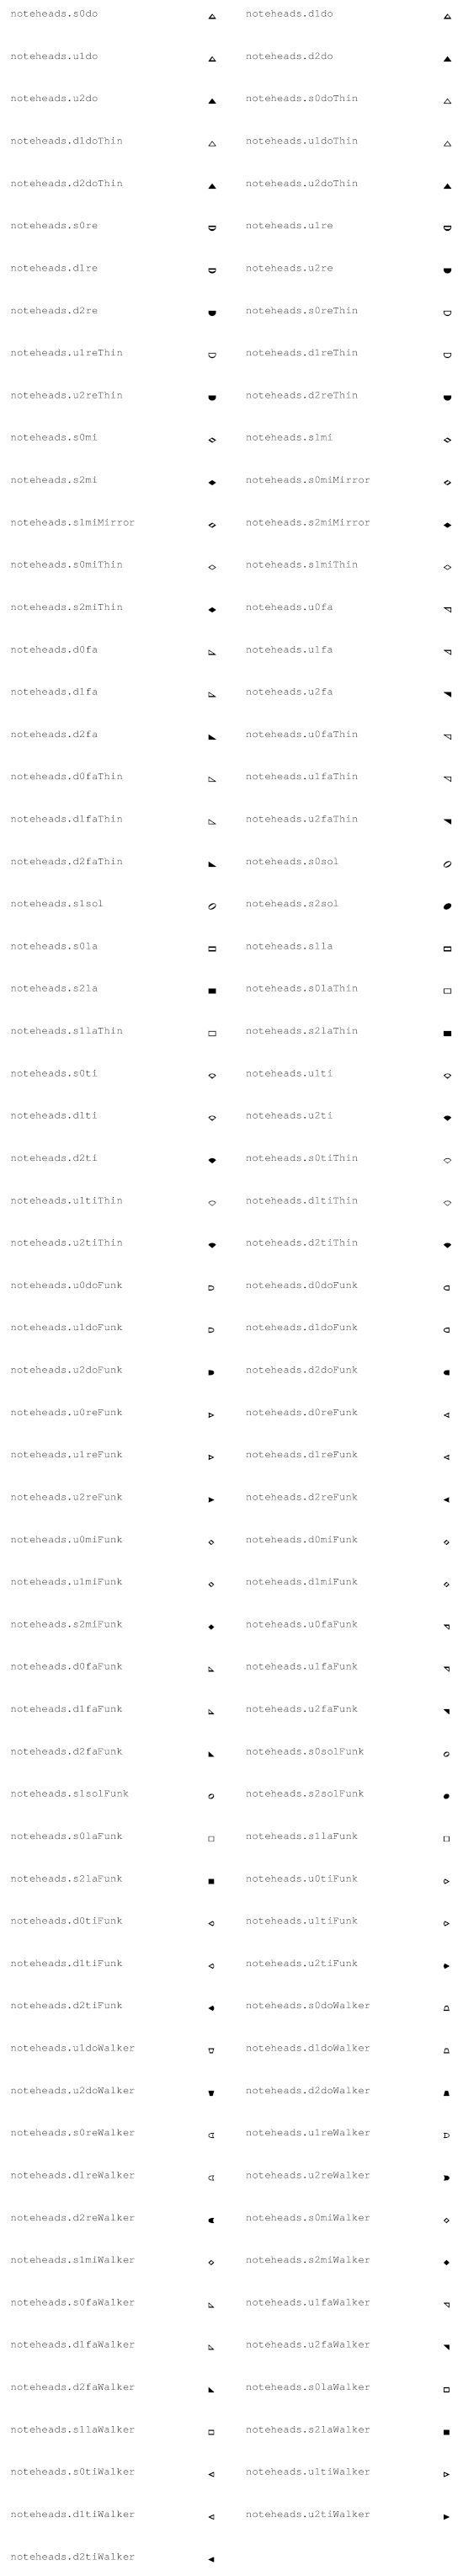 noteheads.s0do noteheads.d1do
noteheads.u1do noteheads.d2do
noteheads.u2do noteheads.s0doThin
noteheads.d1doThin noteheads.u1doThin
noteheads.d2doThin noteheads.u2doThin
noteheads.s0re noteheads.u1re
noteheads.d1re noteheads.u2re
noteheads.d2re noteheads.s0reThin
noteheads.u1reThin noteheads.d1reThin
noteheads.u2reThin noteheads.d2reThin
noteheads.s0mi noteheads.s1mi
noteheads.s2mi noteheads.s0miMirror
noteheads.s1miMirror noteheads.s2miMirror
noteheads.s0miThin noteheads.s1miThin
noteheads.s2miThin noteheads.u0fa
noteheads.d0fa noteheads.u1fa
noteheads.d1fa noteheads.u2fa
noteheads.d2fa noteheads.u0faThin
noteheads.d0faThin noteheads.u1faThin
noteheads.d1faThin noteheads.u2faThin
noteheads.d2faThin noteheads.s0sol
noteheads.s1sol noteheads.s2sol
noteheads.s0la noteheads.s1la
noteheads.s2la noteheads.s0laThin
noteheads.s1laThin noteheads.s2laThin
noteheads.s0ti noteheads.u1ti
noteheads.d1ti noteheads.u2ti
noteheads.d2ti noteheads.s0tiThin
noteheads.u1tiThin noteheads.d1tiThin
noteheads.u2tiThin noteheads.d2tiThin
noteheads.u0doFunk noteheads.d0doFunk
noteheads.u1doFunk noteheads.d1doFunk
noteheads.u2doFunk noteheads.d2doFunk
noteheads.u0reFunk noteheads.d0reFunk
noteheads.u1reFunk noteheads.d1reFunk
noteheads.u2reFunk noteheads.d2reFunk
noteheads.u0miFunk noteheads.d0miFunk
noteheads.u1miFunk noteheads.d1miFunk
noteheads.s2miFunk noteheads.u0faFunk
noteheads.d0faFunk noteheads.u1faFunk
noteheads.d1faFunk noteheads.u2faFunk
noteheads.d2faFunk noteheads.s0solFunk
noteheads.s1solFunk noteheads.s2solFunk
noteheads.s0laFunk noteheads.s1laFunk
noteheads.s2laFunk noteheads.u0tiFunk
noteheads.d0tiFunk noteheads.u1tiFunk
noteheads.d1tiFunk noteheads.u2tiFunk
noteheads.d2tiFunk noteheads.s0doWalker
noteheads.u1doWalker noteheads.d1doWalker
noteheads.u2doWalker noteheads.d2doWalker
noteheads.s0reWalker noteheads.u1reWalker
noteheads.d1reWalker noteheads.u2reWalker
noteheads.d2reWalker noteheads.s0miWalker
noteheads.s1miWalker noteheads.s2miWalker
noteheads.s0faWalker noteheads.u1faWalker
noteheads.d1faWalker noteheads.u2faWalker
noteheads.d2faWalker noteheads.s0laWalker
noteheads.s1laWalker noteheads.s2laWalker
noteheads.s0tiWalker noteheads.u1tiWalker
noteheads.d1tiWalker noteheads.u2tiWalker
noteheads.d2tiWalker